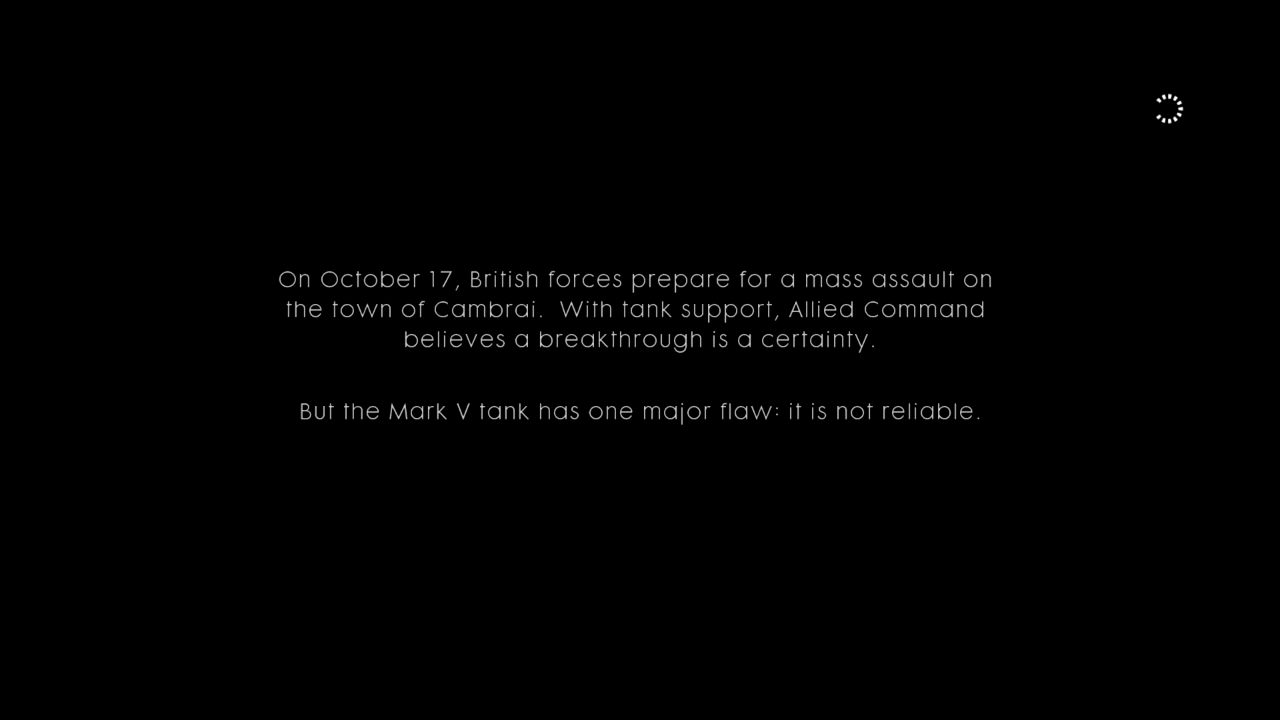 On October 17, British forces prepare for a mass assault on
the town of Cambrai.  With tank support, Allied Command
believes a breakthrough is a certainty.
But the Mark V tank has one major flaw: it is not reliable.